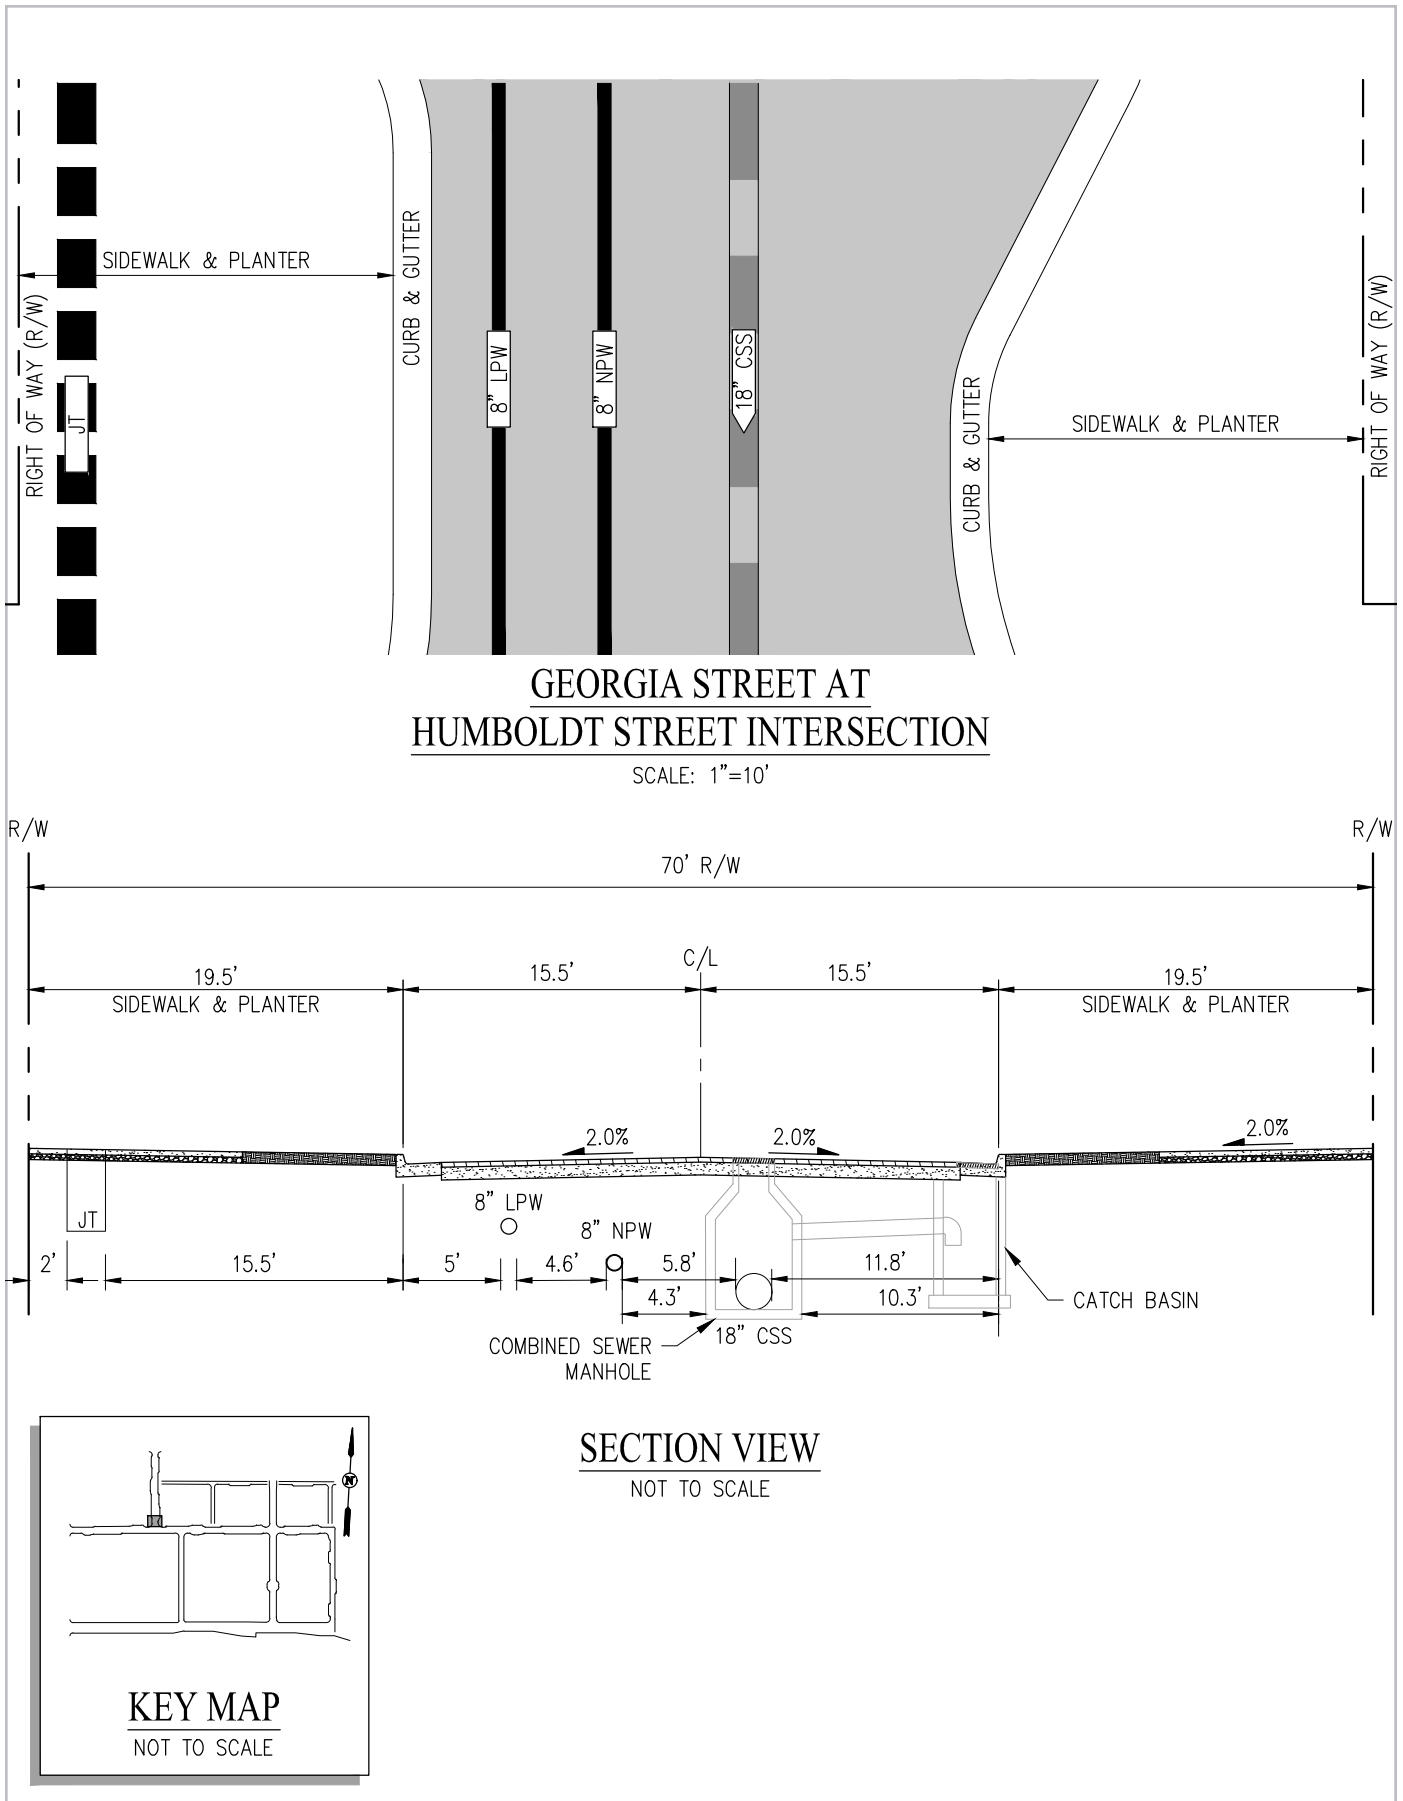 SIDEWALK & PLANTER
RIGHT OF WAY (R/W)
JT
CURB & GUTTER
8” LPW
8” NPW
18” CSS
CURB & GUTTER
SIDEWALK & PLANTER
RIGHT OF WAY (R/W)
GEORGIA STREET AT
HUMBOLDT STREET INTERSECTION
SCALE: 1”=10’
R/W
R/W
70’ R/W
C/L
19.5’
15.5’
15.5’
19.5’
SIDEWALK & PLANTER
SIDEWALK & PLANTER
2.0%
2.0%
2.0%
8” LPW
JT
8” NPW
2’
15.5’
5’
4.6’
5.8’
11.8’
4.3’
10.3’
CATCH BASIN
COMBINED SEWER
MANHOLE
18” CSS
SECTION VIEW
NOT TO SCALE
N
KEY MAP
NOT TO SCALE